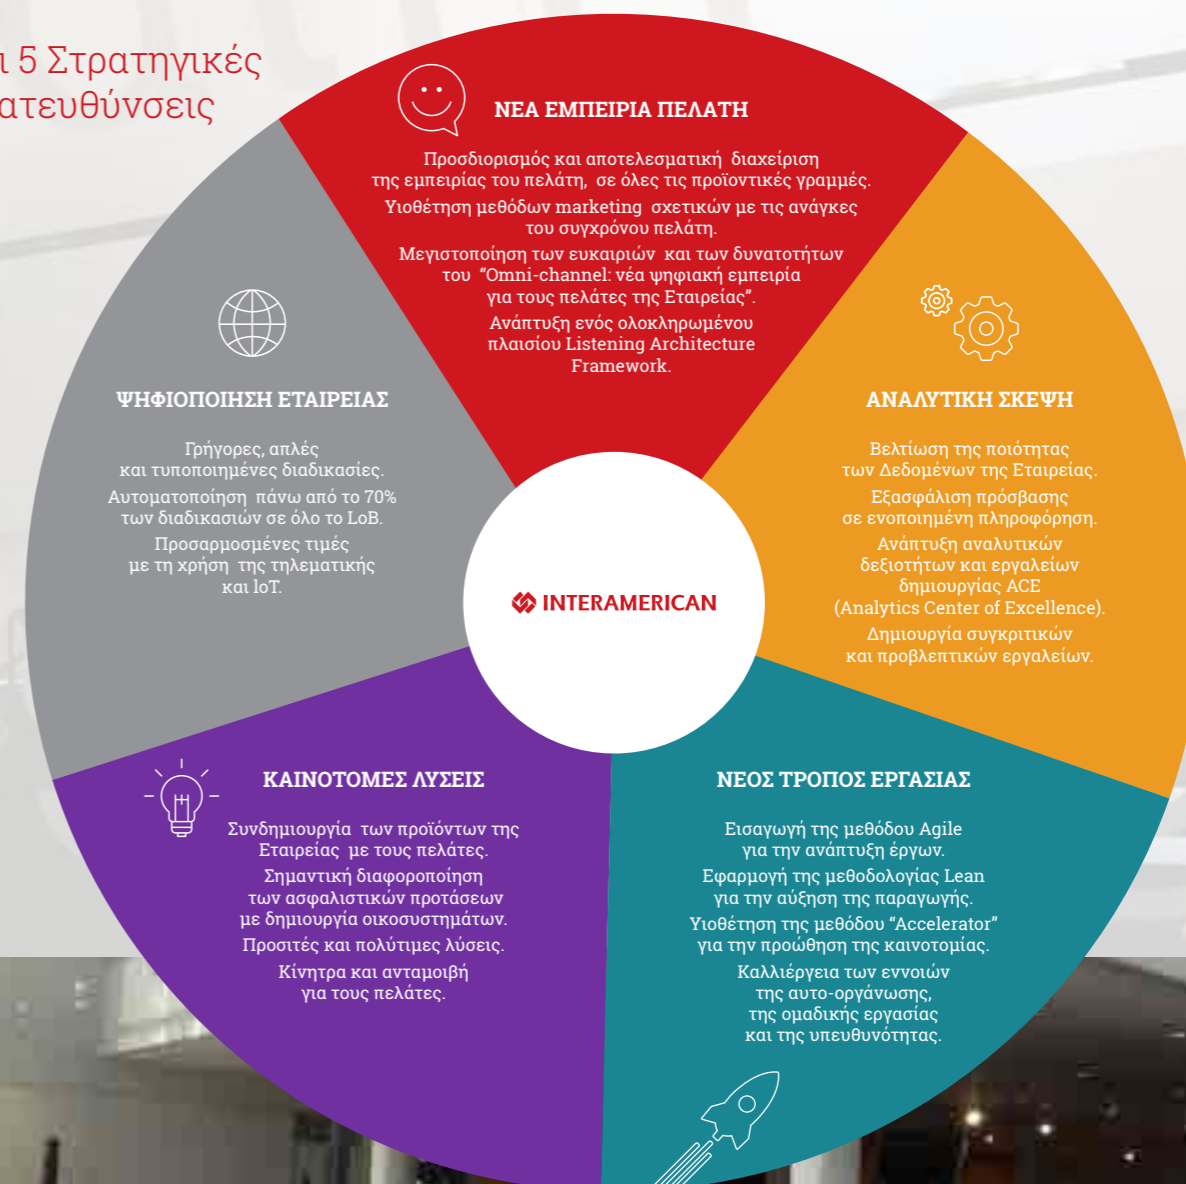 ι 5 Στρατηγικές
ατευθύνσεις
ΝΕΑ ΕΜΠΕΙΡΙΑ ΠΕΛΑΤΗ
Προσδιορισμός και αποτελεσματική διαχείριση
της εμπειρίας του πελάτη, σε όλες τις προϊοντικές γραμμές.
Υιοθέτηση μεθόδων marketing σχετικών με τις ανάγκες
του συγχρόνου πελάτη.
Μεγιστοποίηση των ευκαιριών και των δυνατοτήτων
του “Omni-channel: νέα ψηφιακή εμπειρία
για τους πελάτες της Εταιρείας”.
Ανάπτυξη ενός ολοκληρωμένου
πλαισίου Listening Architecture
Framework.
ΑΝΑΛΥΤΙΚΗ ΣΚΕΨΗ
Βελτίωση της ποιότητας
των Δεδομένων της Εταιρείας.
Εξασφάλιση πρόσβασης
σε ενοποιημένη πληροφόρηση.
Ανάπτυξη αναλυτικών
δεξιοτήτων και εργαλείων
δημιουργίας ACE
(Analytics Center of Excellence).
Δημιουργία συγκριτικών
και προβλεπτικών εργαλείων.
ΝΕΟΣ ΤΡΟΠΟΣ ΕΡΓΑΣΙΑΣ
Εισαγωγή της μεθόδου Agile
για την ανάπτυξη έργων.
Εφαρμογή της μεθοδολογίας Lean
για την αύξηση της παραγωγής.
Υιοθέτηση της μεθόδου “Accelerator”
για την προώθηση της καινοτομίας.
Καλλιέργεια των εννοιών
της αυτο-οργάνωσης,
της ομαδικής εργασίας
και της υπευθυνότητας.
ΚΑΙΝΟΤΟΜΕΣ ΛΥΣΕΙΣ
Συνδημιουργία των προϊόντων της
Εταιρείας με τους πελάτες.
Σημαντική διαφοροποίηση
των ασφαλιστικών προτάσεων
με δημιουργία οικοσυστημάτων.
Προσιτές και πολύτιμες λύσεις.
Κίνητρα και ανταμοιβή
για τους πελάτες.
ΨΗΦΙΟΠΟΙΗΣΗ ΕΤΑΙΡΕΙΑΣ
Γρήγορες, απλές
και τυποποιημένες διαδικασίες.
Αυτοματοποίηση πάνω από το 70%
των διαδικασιών σε όλο το LoB.
Προσαρμοσμένες τιμές
με τη χρήση της τηλεματικής
και loT.
INTERAMERICAN